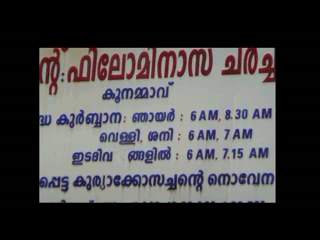 ന്റ്: ഫിലോമിനാസ് ചർച്ച
കൂനമ്മാവ്
ദ്ധ കുർബ്ബാന: ഞായർ : 6 AM, 8.30 AM
വെള്ളി, ശനി : 6 AM, 7 AM
ഇടദിവ ങ്ങളിൽ : 6 AM, 7.15 AM
പ്പെട്ട കുര്യാക്കോസച്ചന്റെ നൊവേന